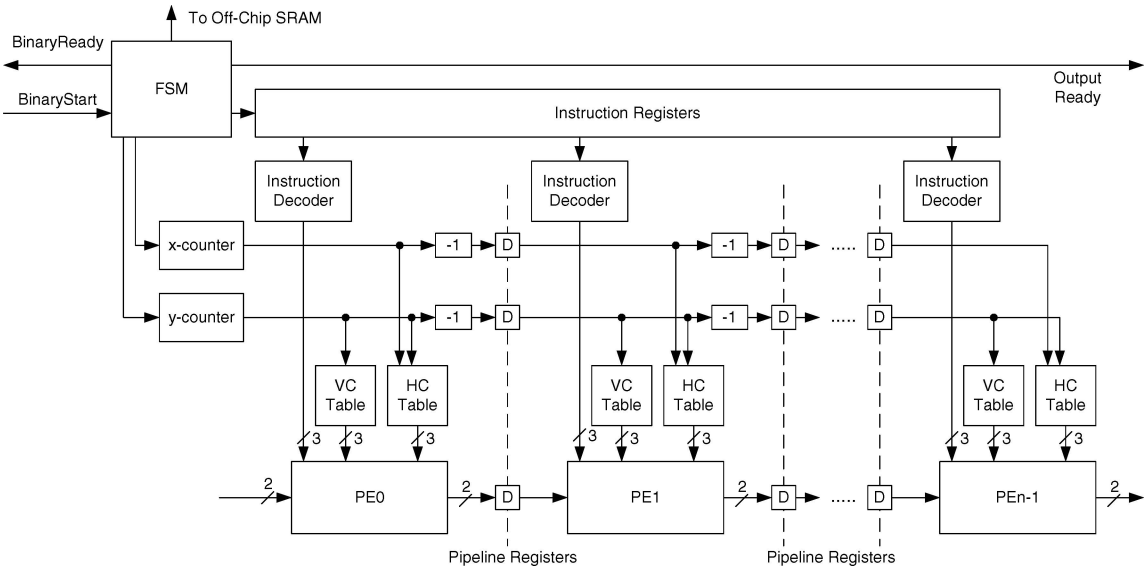 To Off-Chip SRAM
BinaryReady
FSM
Output
Ready
BinaryStart
Instruction Registers
Instruction
Decoder
Instruction
Decoder
Instruction
Decoder
x-counter
-1
D
-1
D
.....
D
y-counter
-1
D
-1
D
.....
D
VC
Table
HC
Table
VC
Table
HC
Table
VC
Table
HC
Table
3
3
3
3
3
3
3
3
3
2
PE0
2
D
PE1
2
D
.....
D
PEn-1
2
Pipeline Registers
Pipeline Registers